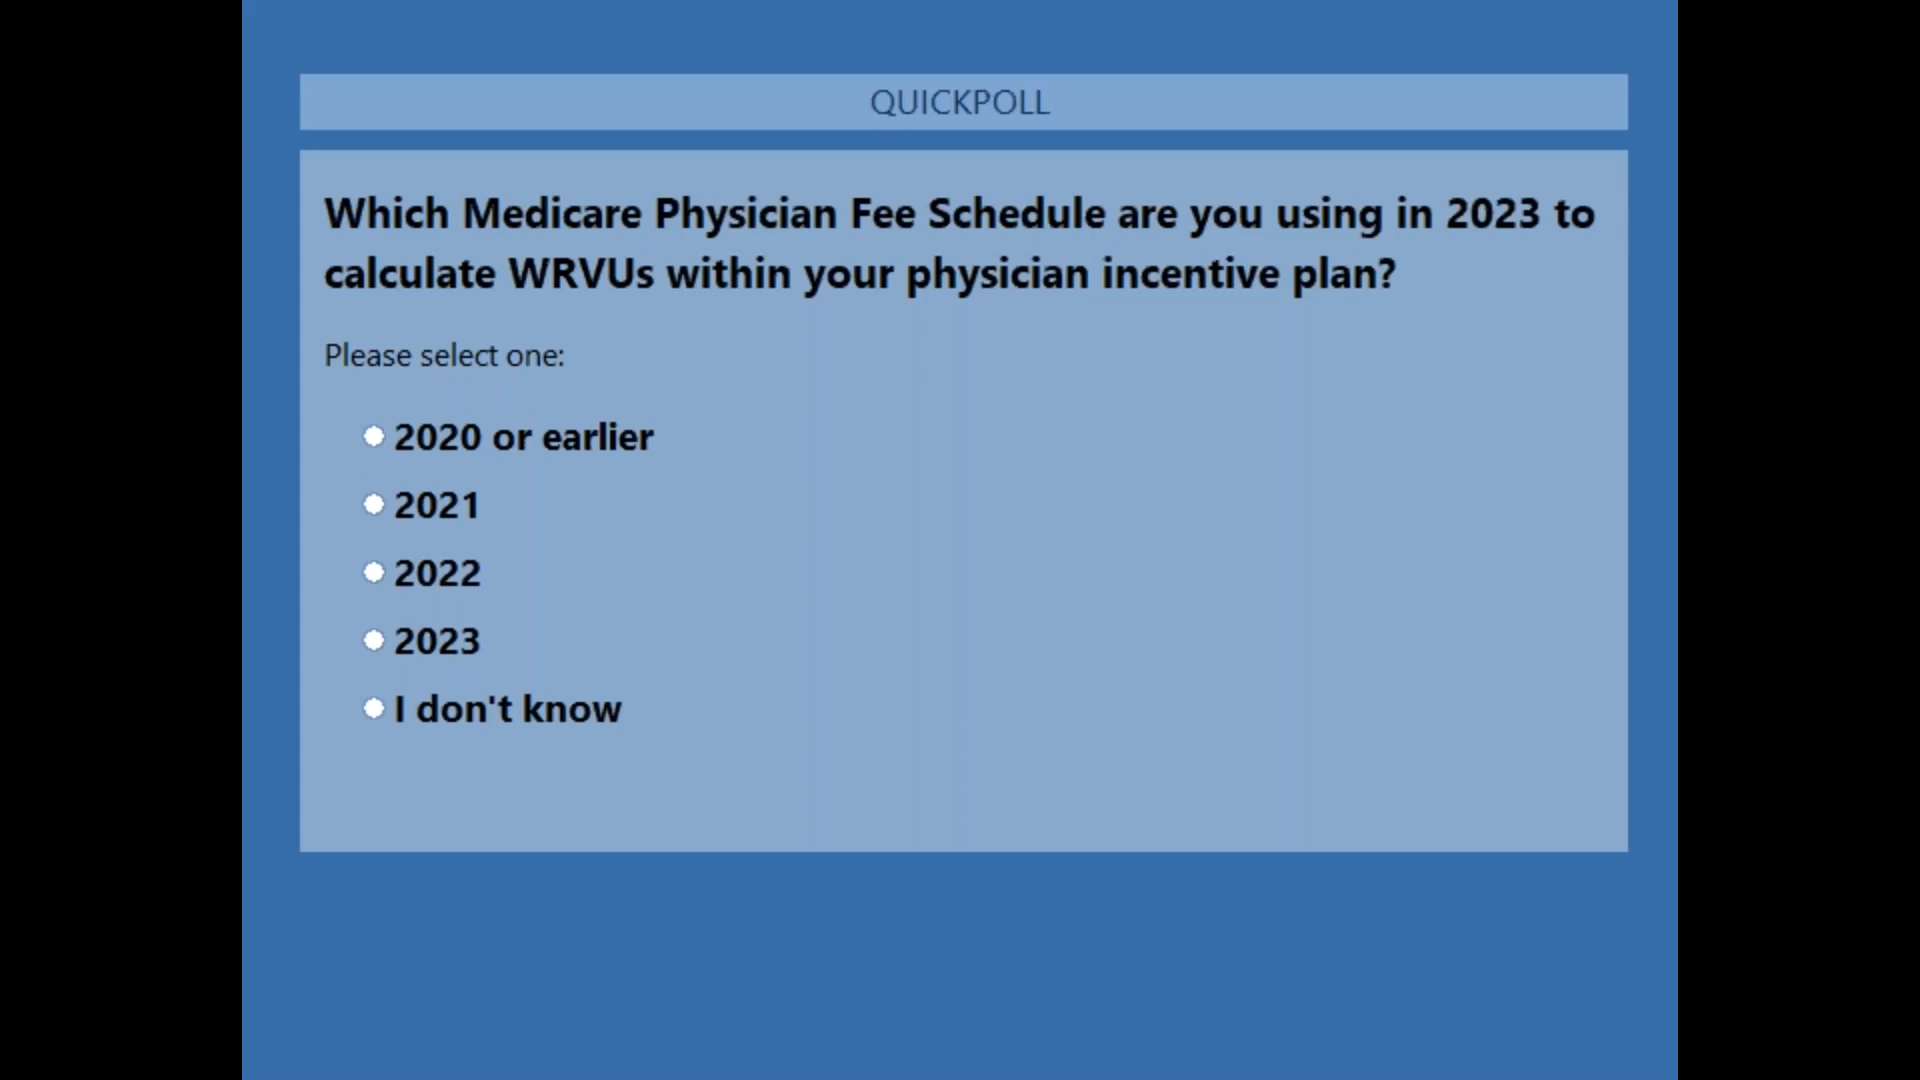 QUICKPOLL
Which Medicare Physician Fee Schedule are you using in 2023 to
calculate WRVUs within your physician incentive plan?
Please select one:
2020 or earlier
2021
2022
2023
I don't know